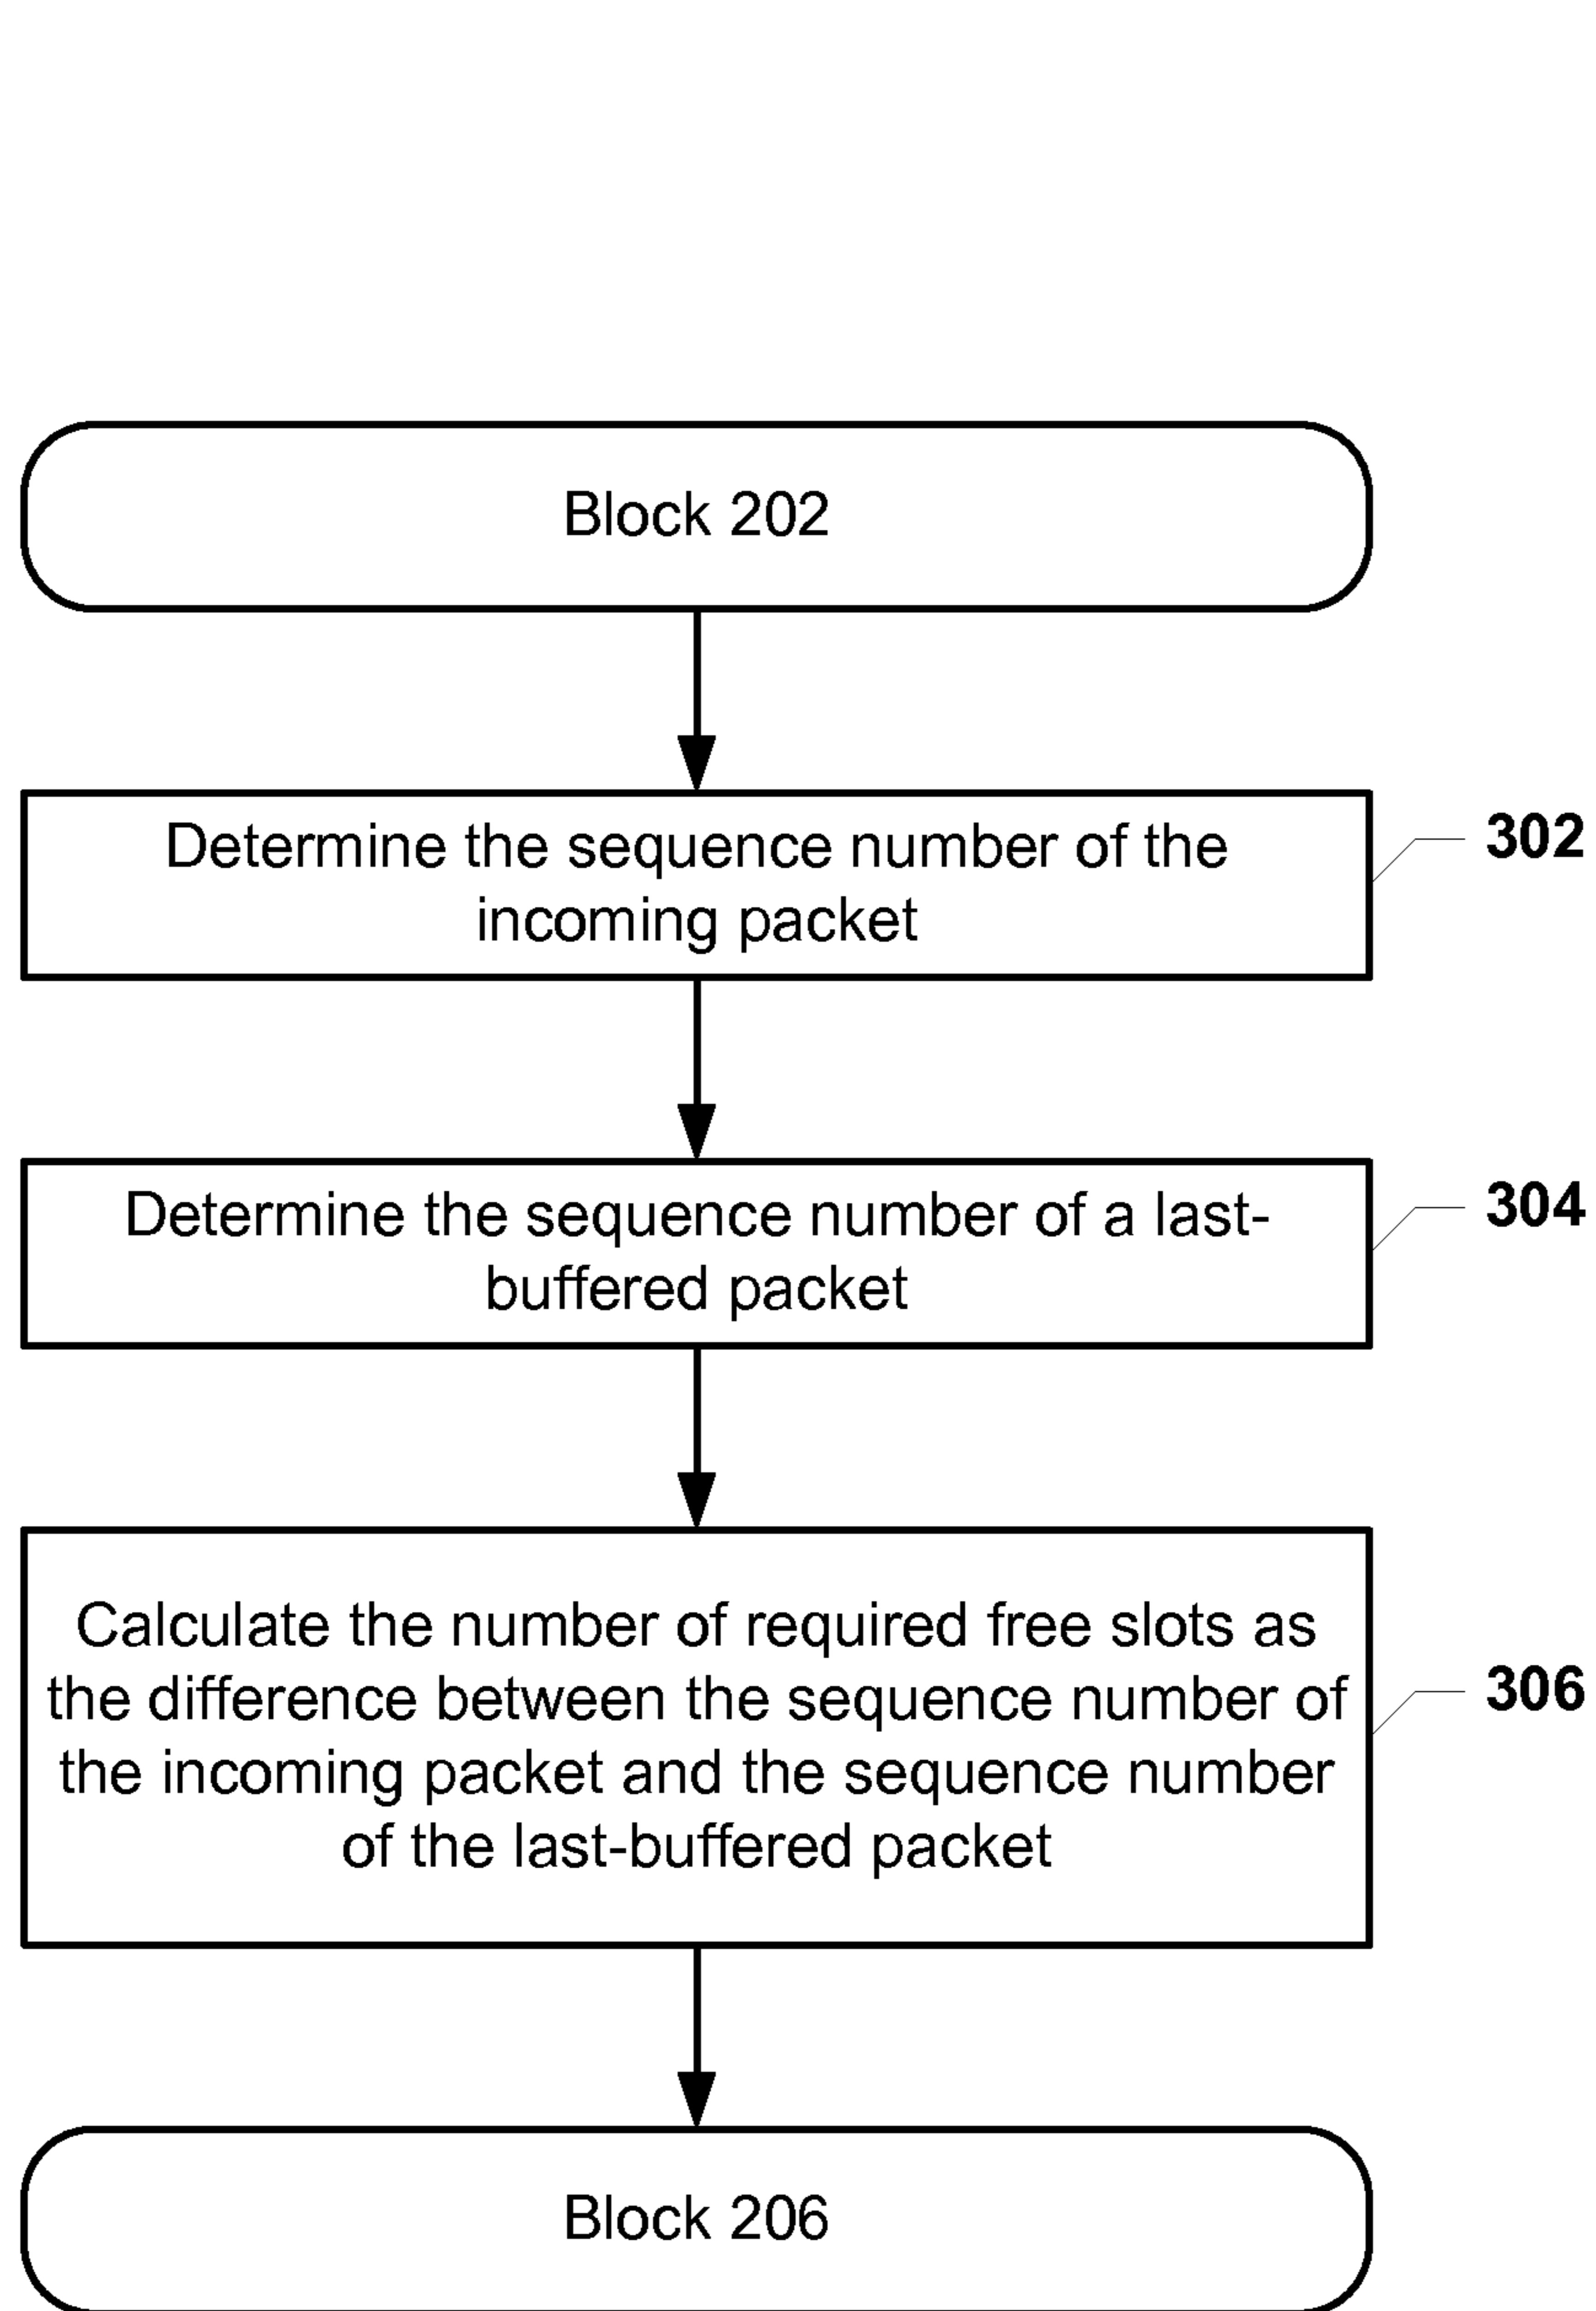 Block 202
Determine the sequence number of the
incoming packet
302
Determine the sequence number of a last-
buffered packet
304
Calculate the number of required free slots as
the difference between the sequence number of
the incoming packet and the sequence number
of the last-buffered packet
306
Block 206